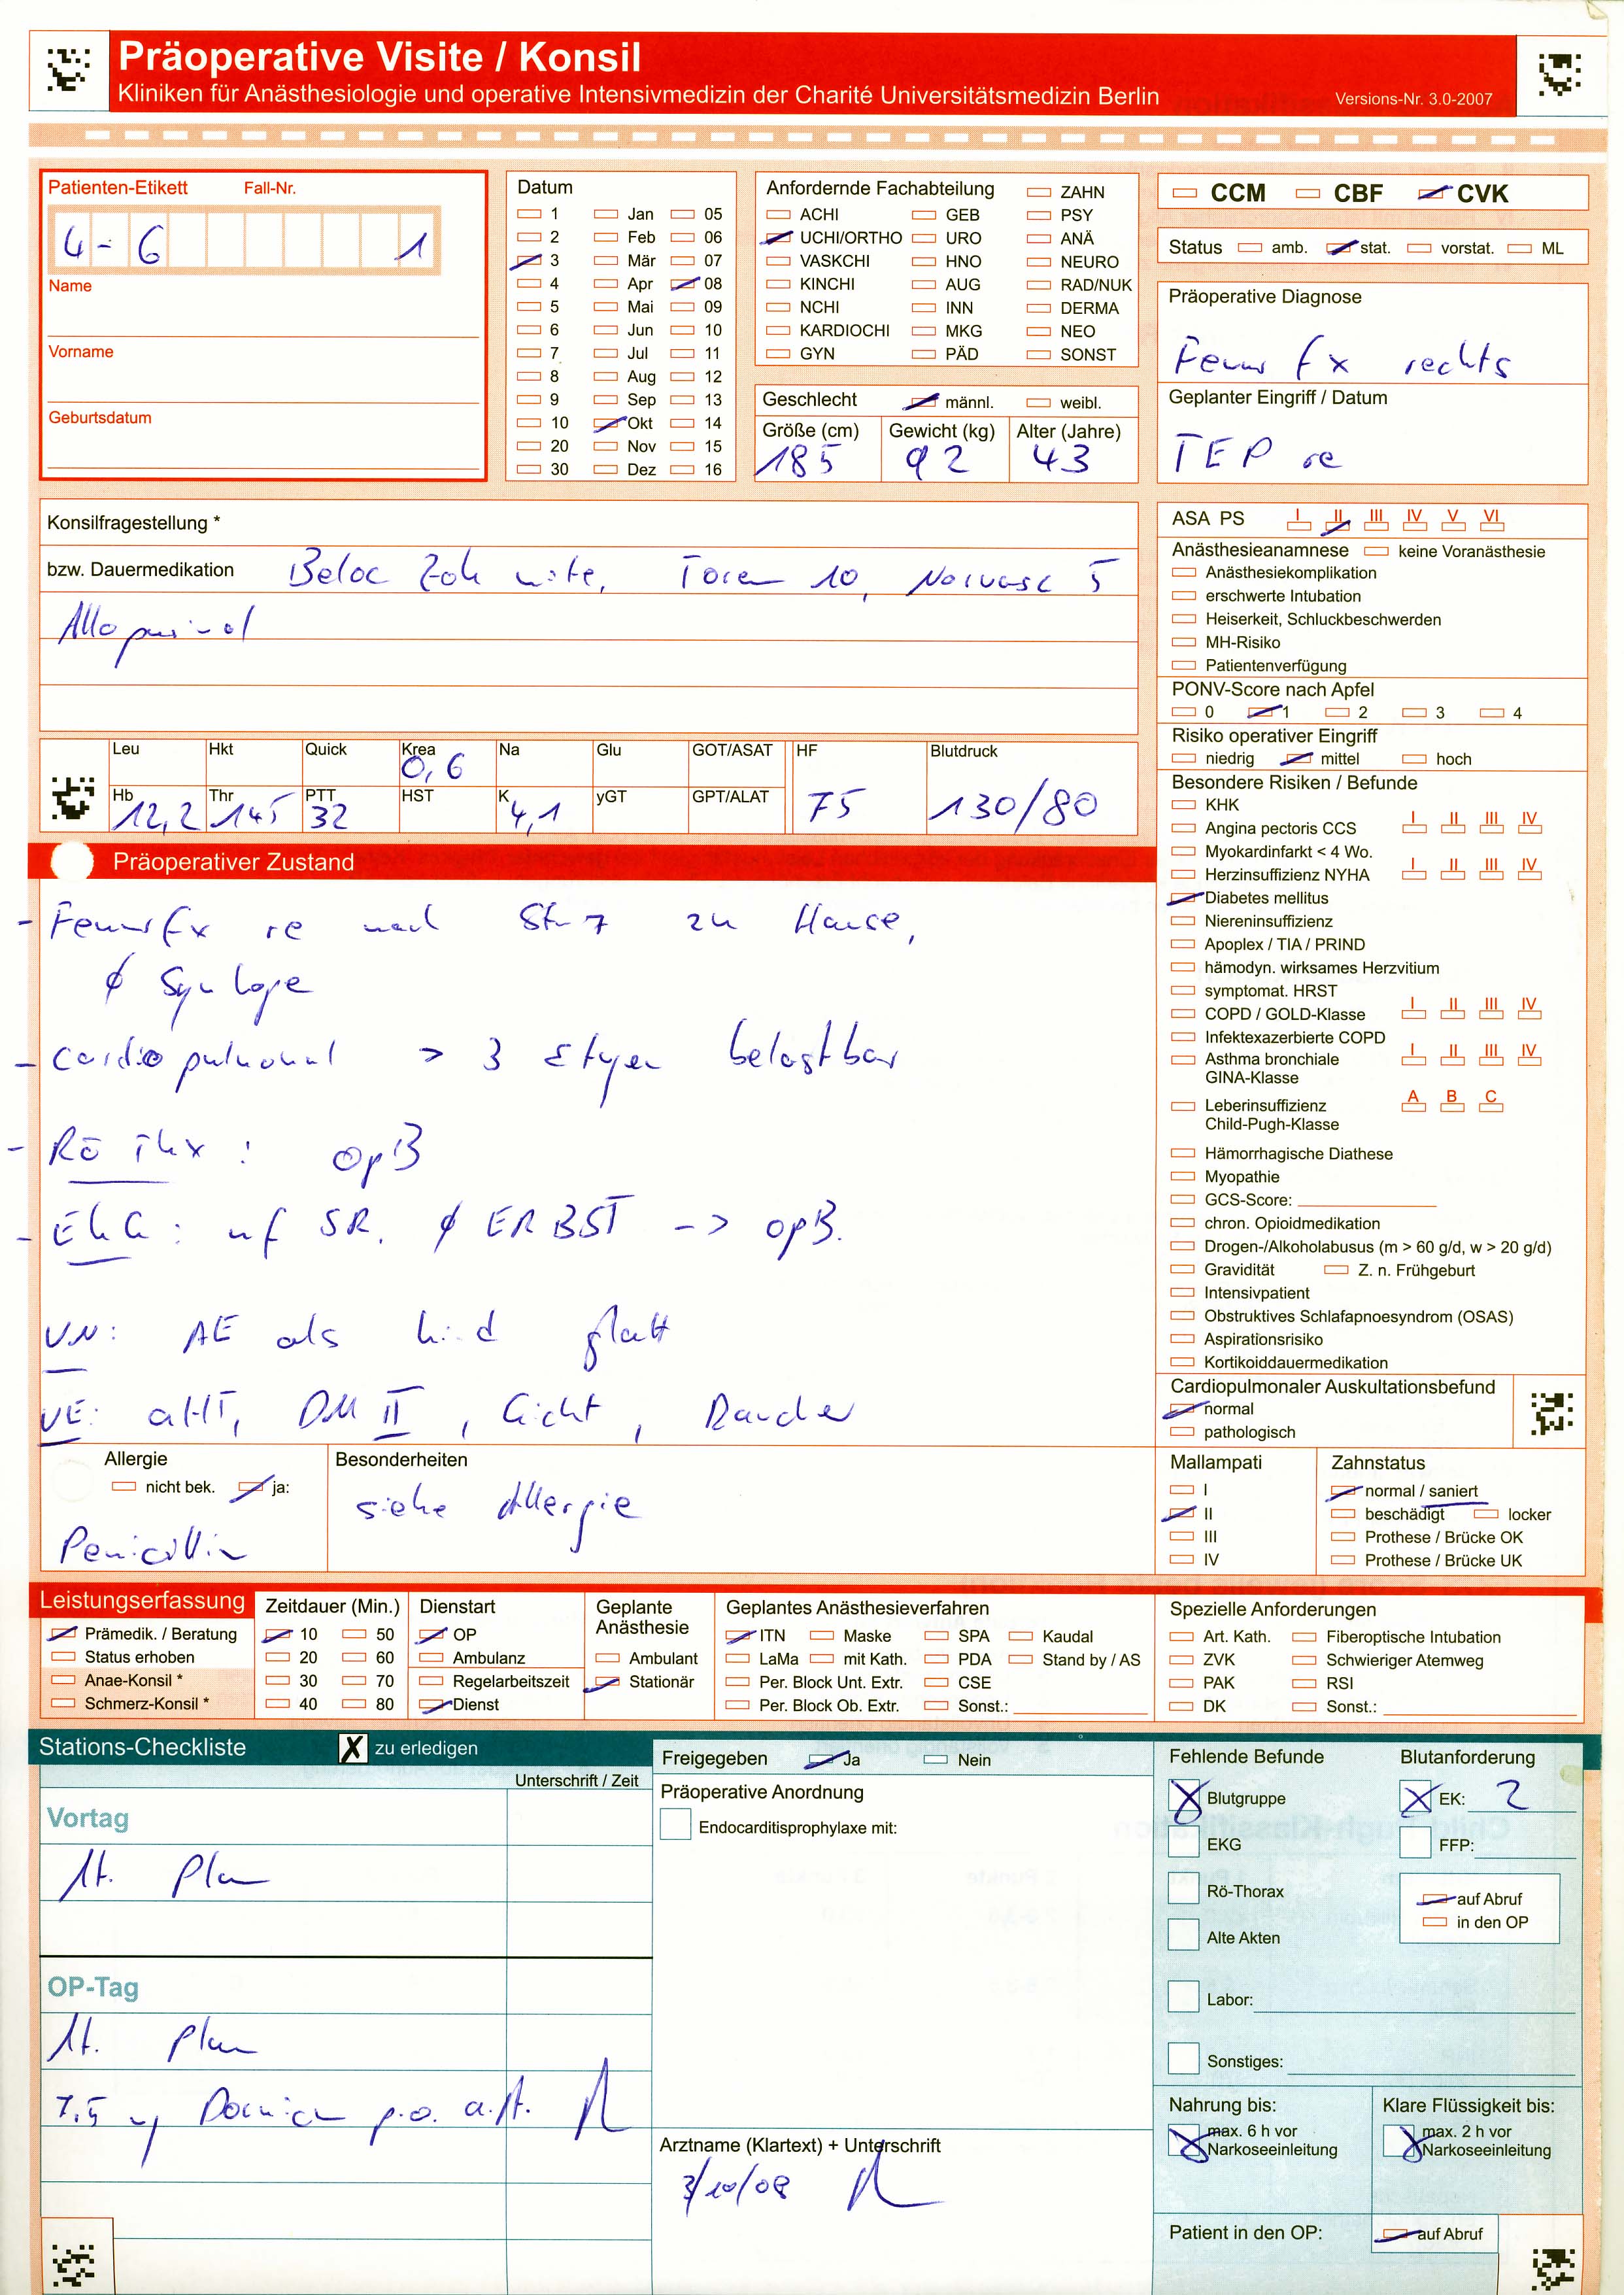 Präoperative Visite / Konsil
Kliniken für Anästhesiologie und operative Intensivmedizin der Charité Universitätsmedizin Berlin
Versions-Nr. 3.0-2007
Patienten-Etikett Fall-Nr.
4-6 1
Name
Vorname
Geburtsdatum
Datum
1 Jan 05
2 Feb 06
3 Mär 07
4 Apr 08
5 Mai 09
6 Jun 10
7 Jul 11
8 Aug 12
9 Sep 13
10 Okt 14
20 Nov 15
30 Dez 16
Anfordernde Fachabteilung ZAHN
ACHI GEB PSY
UCHI/ORTHO URO ANÄ
VASKCHI HNO NEURO
KINCHI AUG RAD/NUK
NCHI INN DERMA
KARDIOCHI MKG NEO
GYN PÄD SONST
Geschlecht männl. weibl.
Größe (cm) Gewicht (kg) Alter (Jahre)
185 92 43
CCM CBF CVK
Status amb. stat. vorstat. ML
Präoperative Diagnose
Femur fx rechts
Geplanter Eingriff / Datum
TEP re
Konsilfragestellung *
bzw. Dauermedikation Beloc Zok mite, Torem 10, Norvasc 5
Allopurinol
Leu Hkt Quick Krea Na Glu GOT/ASAT HF Blutdruck
0,6
Hb Thr PTT HST K yGT GPT/ALAT
12,2 145 32 4,1 75 130/80
ASA PS I II III IV V VI
Anästhesieanamnese keine Voranästhesie
Anästhesiekomplikation
erschwerte Intubation
Heiserkeit, Schluckbeschwerden
MH-Risiko
Patientenverfügung
PONV-Score nach Apfel
0 1 2 3 4
Risiko operativer Eingriff
niedrig mittel hoch
Besondere Risiken / Befunde
KHK
Angina pectoris CCS I II III IV
Myokardinfarkt < 4 Wo.
Herzinsuffizienz NYHA I II III IV
Diabetes mellitus
Niereninsuffizienz
Apoplex / TIA / PRIND
hämodyn. wirksames Herzvitium
symptomat. HRST
COPD / GOLD-Klasse I II III IV
Infektexazerbierte COPD
Asthma bronchiale I II III IV
GINA-Klasse
Leberinsuffizienz A B C
Child-Pugh-Klasse
Hämorrhagische Diathese
Myopathie
GCS-Score:
chron. Opioidmedikation
Drogen-/Alkoholabusus (m > 60 g/d, w > 20 g/d)
Gravidität Z. n. Frühgeburt
Intensivpatient
Obstruktives Schlafapnoesyndrom (OSAS)
Aspirationsrisiko
Kortikoiddauermedikation
Cardiopulmonaler Auskultationsbefund
normal
pathologisch
Präoperativer Zustand
- Femurfx re nach Sturz zu Hause,
ø Synkope
- cardiopulmonal > 3 Etagen belastbar
- Rö Thx: opB
- EKG: nf SR, ø ERBST -> opB.
VN: AE als Kind glatt
VE: aHT, DM II, Gicht, Raucher
Allergie
nicht bek. ja:
Penicillin
Besonderheiten
siehe Allergie
Mallampati
I
II
III
IV
Zahnstatus
normal / saniert
beschädigt locker
Prothese / Brücke OK
Prothese / Brücke UK
Leistungserfassung
Prämedik. / Beratung
Status erhoben
Anae-Konsil *
Schmerz-Konsil *
Zeitdauer (Min.)
10 50
20 60
30 70
40 80
Dienstart
OP
Ambulanz
Regelarbeitszeit
Dienst
Geplante
Anästhesie
Ambulant
Stationär
Geplantes Anästhesieverfahren
ITN Maske SPA Kaudal
LaMa mit Kath. PDA Stand by / AS
Per. Block Unt. Extr. CSE
Per. Block Ob. Extr. Sonst.:
Spezielle Anforderungen
Art. Kath. Fiberoptische Intubation
ZVK Schwieriger Atemweg
PAK RSI
DK Sonst.:
Stations-Checkliste X zu erledigen
Unterschrift / Zeit
Vortag
lt. Plan
OP-Tag
lt. Plan
7,5 mg Dormicum p.o. a.A.
Freigegeben Ja Nein
Präoperative Anordnung
Endocarditisprophylaxe mit:
Arztname (Klartext) + Unterschrift
3/10/08
Fehlende Befunde Blutanforderung
Blutgruppe EK: 2
EKG FFP:
Rö-Thorax auf Abruf
in den OP
Alte Akten
Labor:
Sonstiges:
Nahrung bis: Klare Flüssigkeit bis:
max. 6 h vor max. 2 h vor
Narkoseeinleitung Narkoseeinleitung
Patient in den OP: auf Abruf